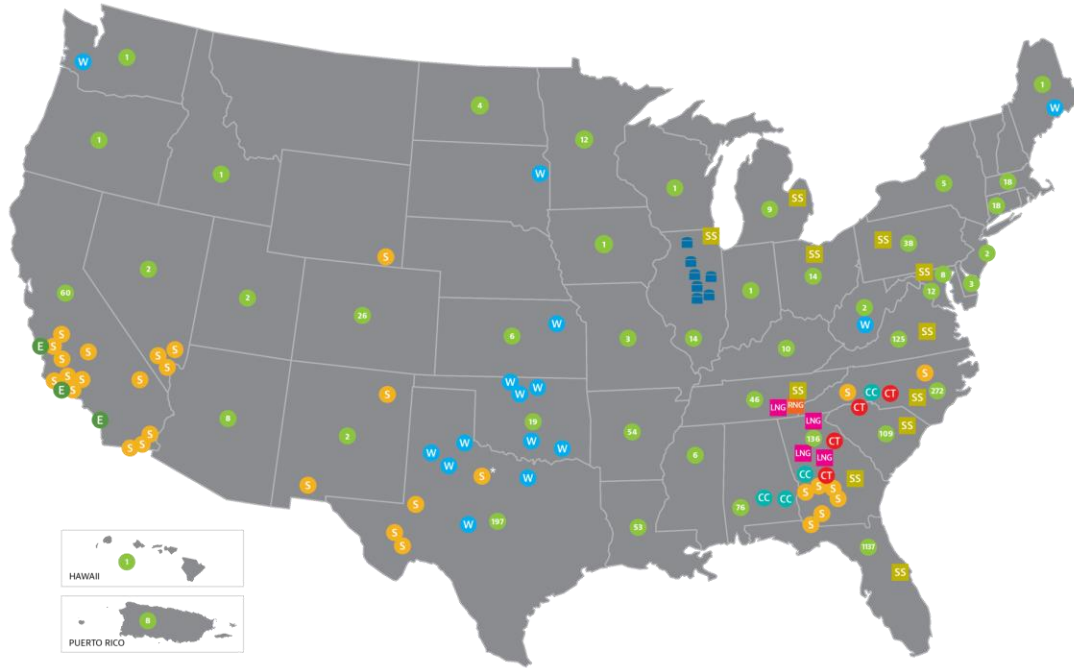 1
W
1
W
4
12
1
1
W
1
5
18
18
9
SS
SS
1
2
60
2
26
S
1
SS
SS
38
2
14
SS
8
3
12
1
2
W
125
SS
6
W
3
14
10
S
E
S
S
S
S
S
S
S
S
S
E
S
S
E
S
S
S
8
2
S
S
W
W
W
19
W
W
W
W
W
W
S
*
W
197
S
S
S
54
6
53
46
SS
LNG
RNG
LNG
S
CC
CT
CT
S
272
SS
SS
109
136
CT
LNG
LNG
CC
CT
SS
S
S
S
S
S
S
76
CC
CC
1137
SS
1
HAWAII
8
PUERTO RICO